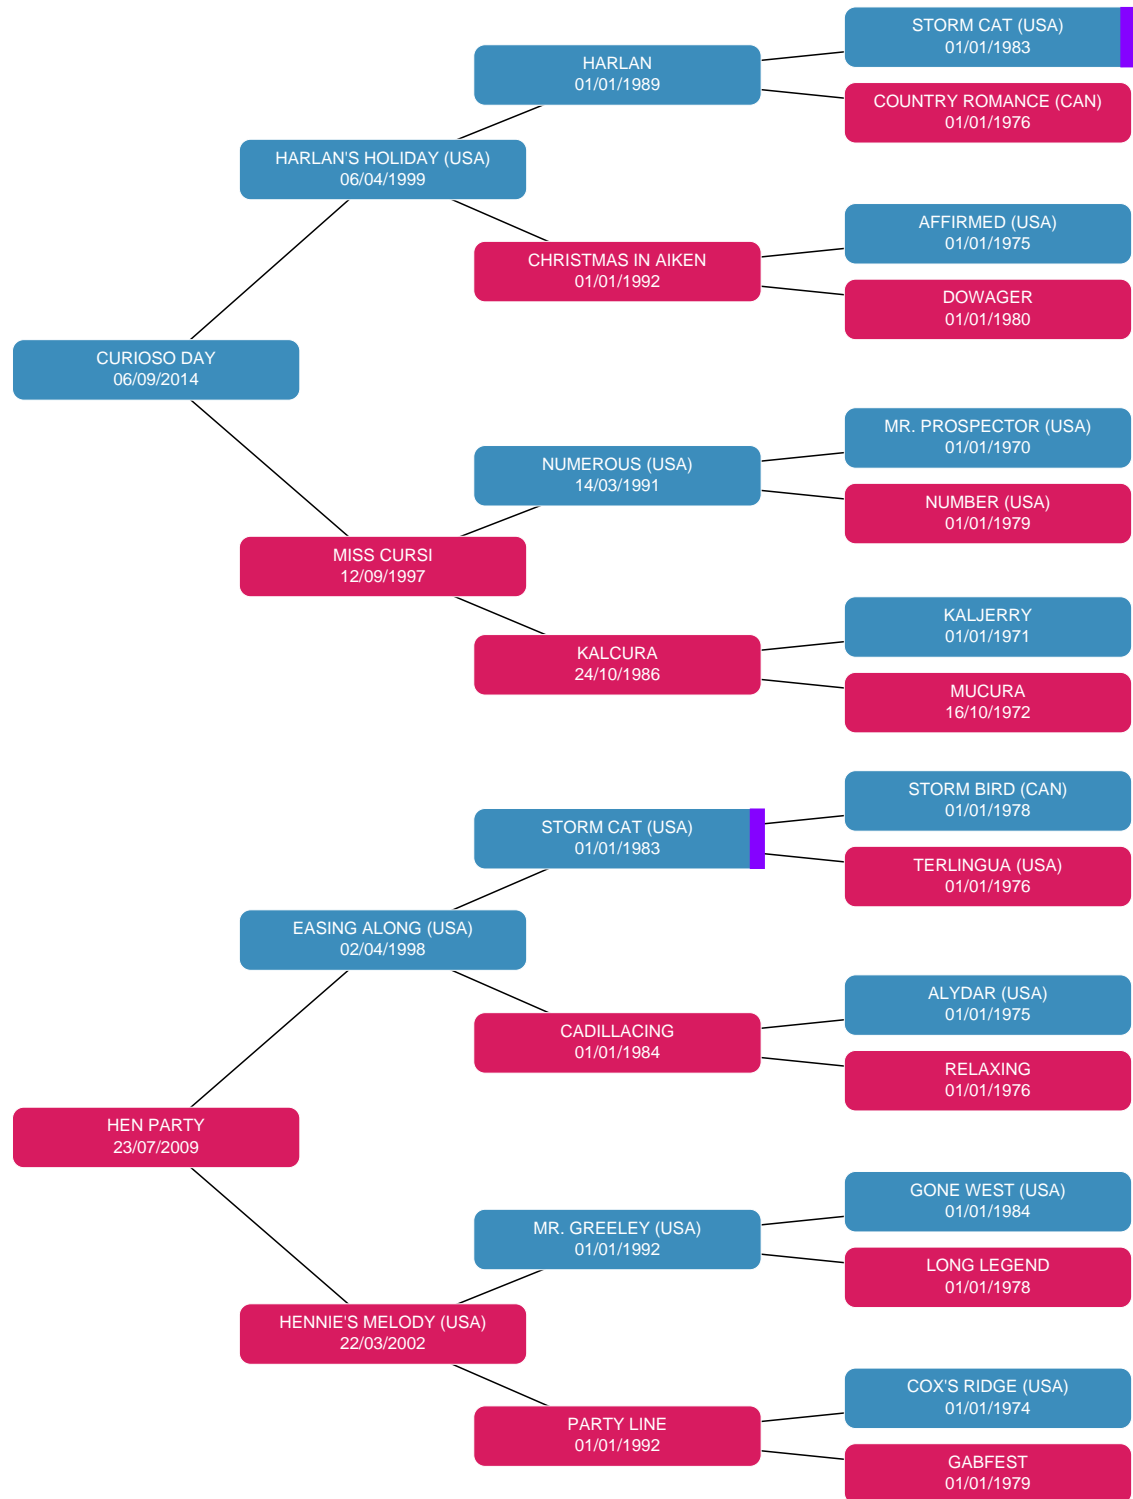 STORM CAT (USA)
01/01/1983
HARLAN
01/01/1989
COUNTRY ROMANCE (CAN)
01/01/1976
HARLAN'S HOLIDAY (USA)
06/04/1999
AFFIRMED (USA)
01/01/1975
CHRISTMAS IN AIKEN
01/01/1992
DOWAGER
01/01/1980
CURIOSO DAY
06/09/2014
MR. PROSPECTOR (USA)
01/01/1970
NUMEROUS (USA)
14/03/1991
NUMBER (USA)
01/01/1979
MISS CURSI
12/09/1997
KALJERRY
01/01/1971
KALCURA
24/10/1986
MUCURA
16/10/1972
STORM BIRD (CAN)
01/01/1978
STORM CAT (USA)
01/01/1983
TERLINGUA (USA)
01/01/1976
EASING ALONG (USA)
02/04/1998
ALYDAR (USA)
01/01/1975
CADILLACING
01/01/1984
RELAXING
01/01/1976
HEN PARTY
23/07/2009
GONE WEST (USA)
01/01/1984
MR. GREELEY (USA)
01/01/1992
LONG LEGEND
01/01/1978
HENNIE'S MELODY (USA)
22/03/2002
COX'S RIDGE (USA)
01/01/1974
PARTY LINE
01/01/1992
GABFEST
01/01/1979